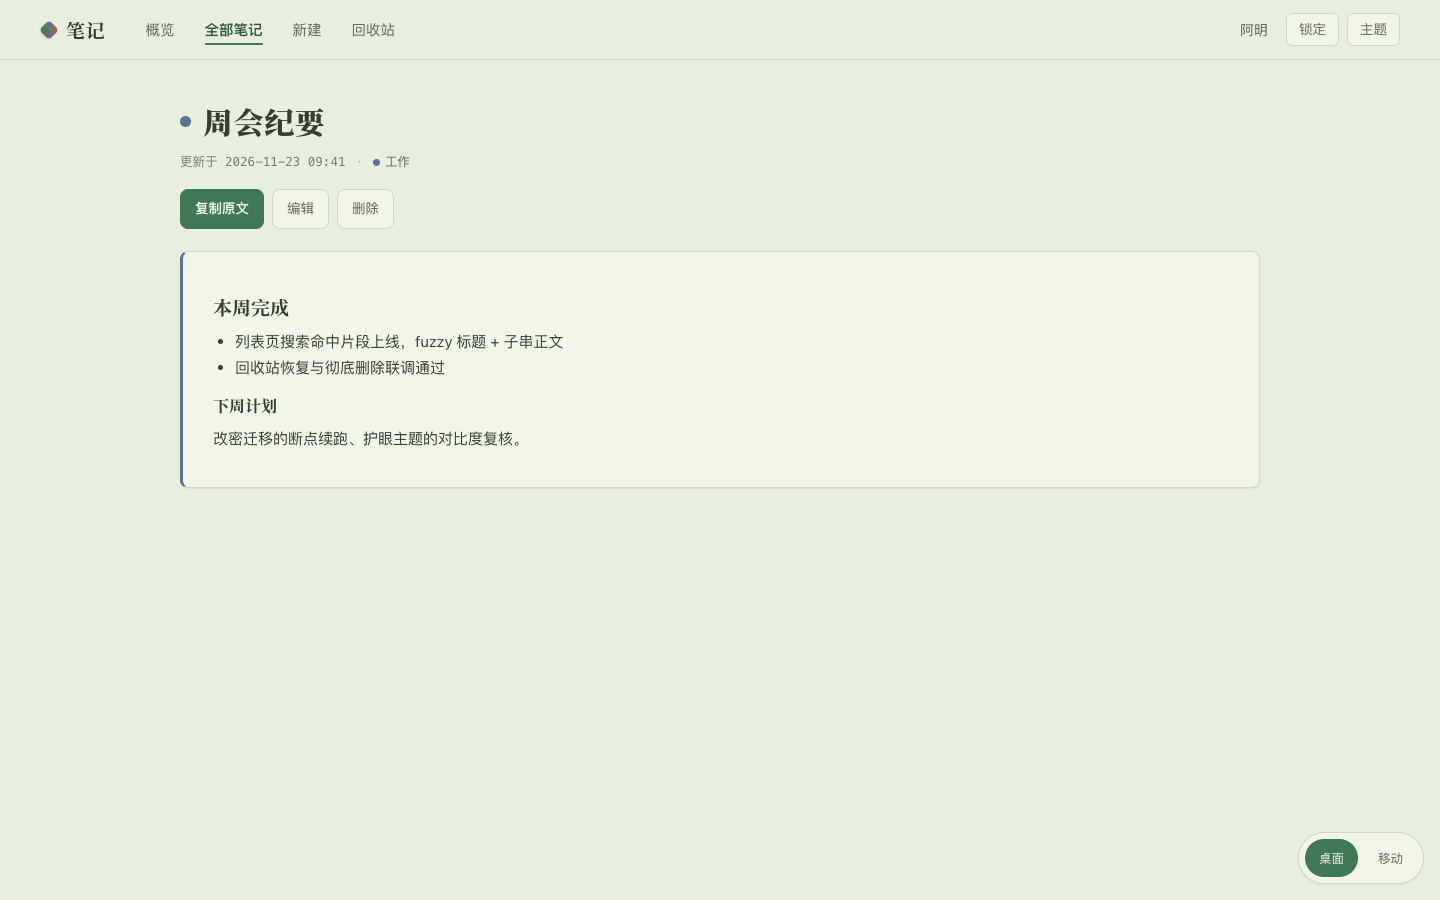 笔记 概览 全部笔记 新建 回收站 阿明 锁定 主题
周会纪要
更新于 2026-11-23 09:41 · 工作
复制原文 编辑 删除
本周完成
列表页搜索命中片段上线，fuzzy 标题 + 子串正文
回收站恢复与彻底删除联调通过
下周计划
改密迁移的断点续跑、护眼主题的对比度复核。
桌面 移动